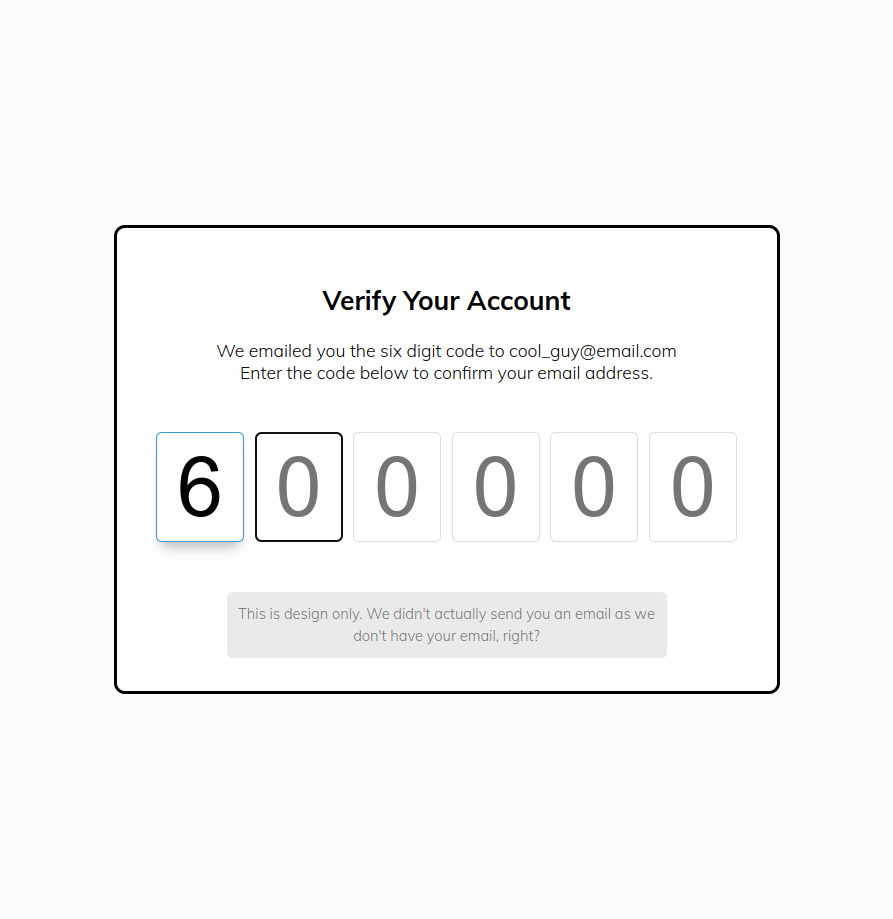 Verify Your Account
We emailed you the six digit code to cool_guy@email.com
Enter the code below to confirm your email address.
6 0 0 0 0 0
This is design only. We didn't actually send you an email as we
don't have your email, right?